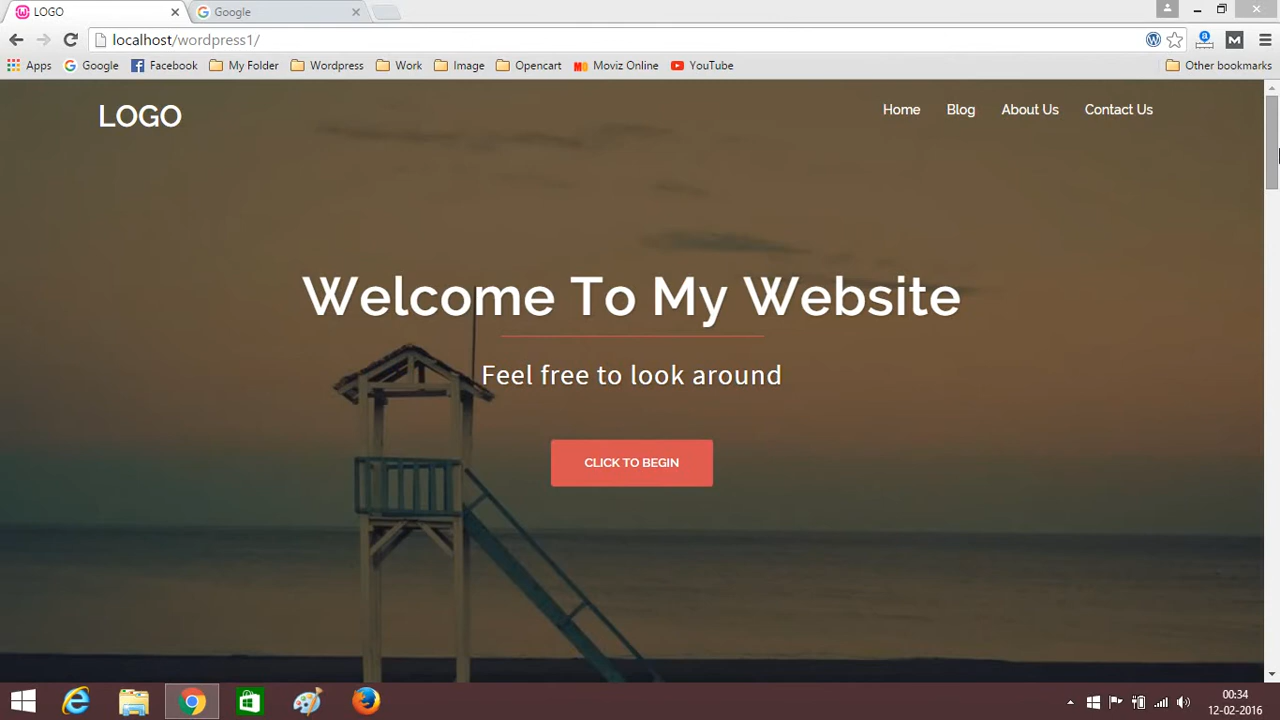 LOGO
Google
localhost/wordpress1/
Apps Google Facebook My Folder Wordpress Work Image Opencart Moviz Online YouTube Other bookmarks
LOGO
Home Blog About Us Contact Us
Welcome To My Website
Feel free to look around
CLICK TO BEGIN
00:34
12-02-2016